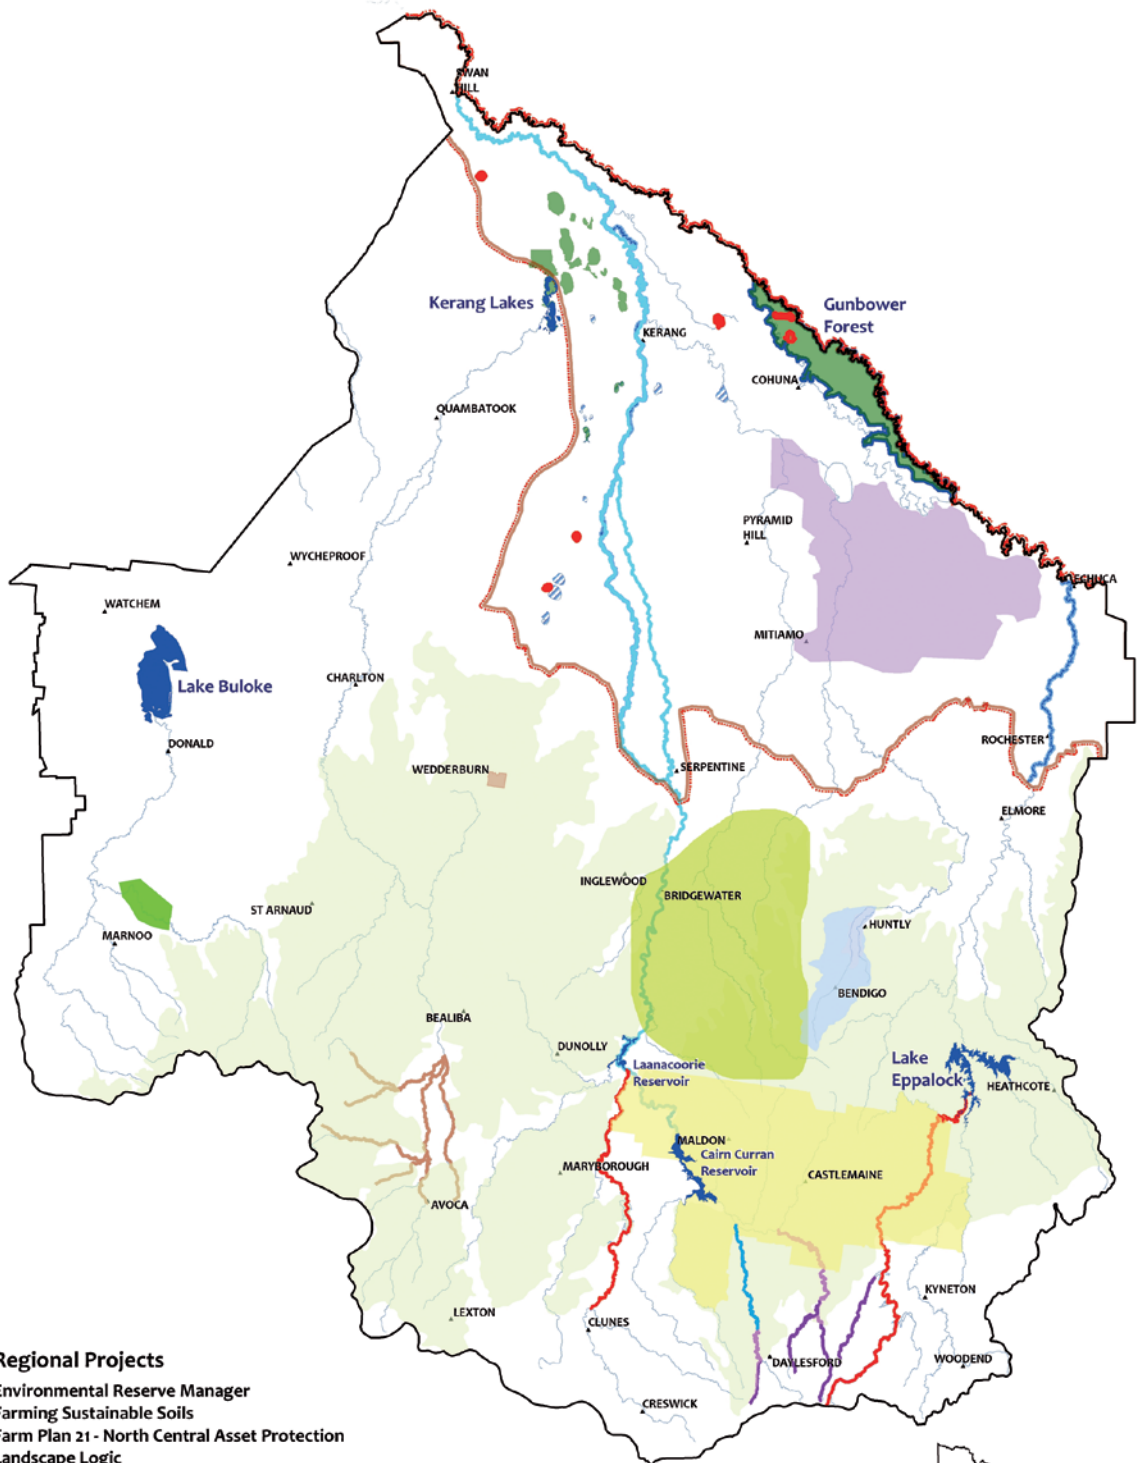 SWAN
HILL
Kerang Lakes
Gunbower
Forest
KERANG
COHUNA
QUAMBATOOK
PYRAMID
HILL
WYCHEPROOF
ECHUCA
WATCHEM
MITIAMO
Lake Buloke
CHARLTON
DONALD
ROCHESTER
WEDDERBURN
SERPENTINE
ELMORE
INGLEWOOD
BRIDGEWATER
ST ARNAUD
HUNTLY
MARNOO
BENDIGO
BEALIBA
DUNOLLY
Laanacoorie
Reservoir
Lake
Eppalock
HEATHCOTE
MALDON
Cairn Curran
Reservoir
MARYBOROUGH
CASTLEMAINE
AVOCA
KYNETON
LEXTON
CLUNES
DAYLESFORD
WOODEND
CRESWICK
Regional Projects
Environmental Reserve Manager
Farming Sustainable Soils
Farm Plan 21 - North Central Asset Protection
Landscape Logic